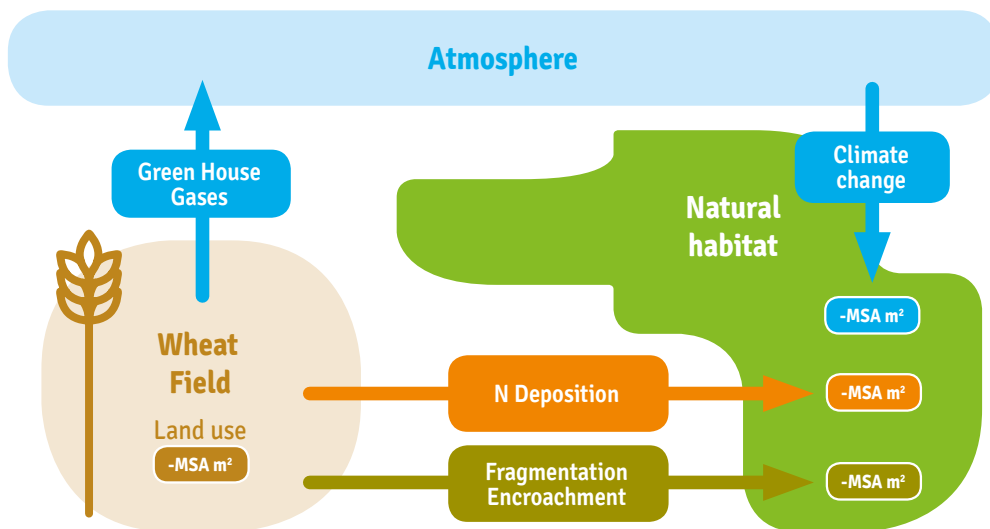 Atmosphere
Green House
Gases
Climate
change
Natural
habitat
-MSA m²
Wheat
Field
N Deposition
-MSA m²
Land use
-MSA m²
Fragmentation
Encroachment
-MSA m²